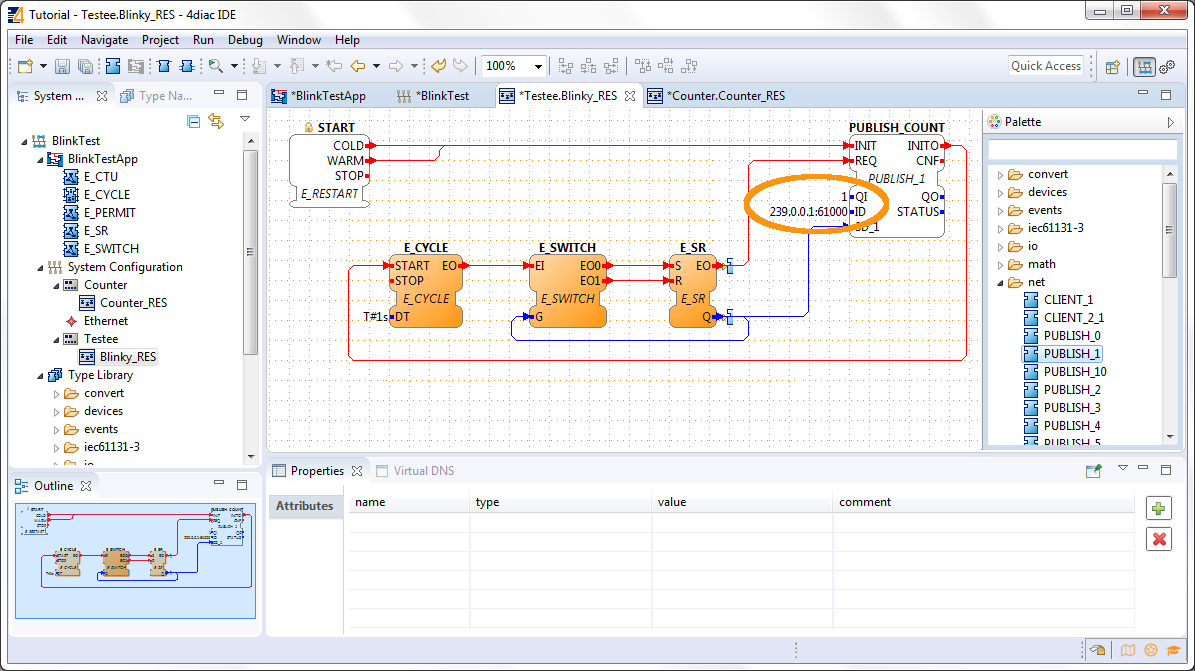 Tutorial - Testee.Blinky_RES - 4diac IDE
File Edit Navigate Project Run Debug Window Help
100% Quick Access
System ... Type Na...
*BlinkTestApp *BlinkTest *Testee.Blinky_RES *Counter.Counter_RES
BlinkTest
BlinkTestApp
E_CTU
E_CYCLE
E_PERMIT
E_SR
E_SWITCH
System Configuration
Counter
Counter_RES
Ethernet
Testee
Blinky_RES
Type Library
convert
devices
events
iec61131-3
io
START
COLD
WARM
STOP
E_RESTART
PUBLISH_COUNT
INIT INITO
REQ CNF
PUBLISH_1
1 QI QO
239.0.0.1:61000 ID STATUS
SD_1
E_CYCLE
START EO
STOP
E_CYCLE
T#1s DT
E_SWITCH
EI EO0
EO1
E_SWITCH
G
E_SR
S EO
R
E_SR
Q
Palette
convert
devices
events
iec61131-3
io
math
net
CLIENT_1
CLIENT_2_1
PUBLISH_0
PUBLISH_1
PUBLISH_10
PUBLISH_2
PUBLISH_3
PUBLISH_4
PUBLISH_5
Outline
Properties Virtual DNS
Attributes
name type value comment